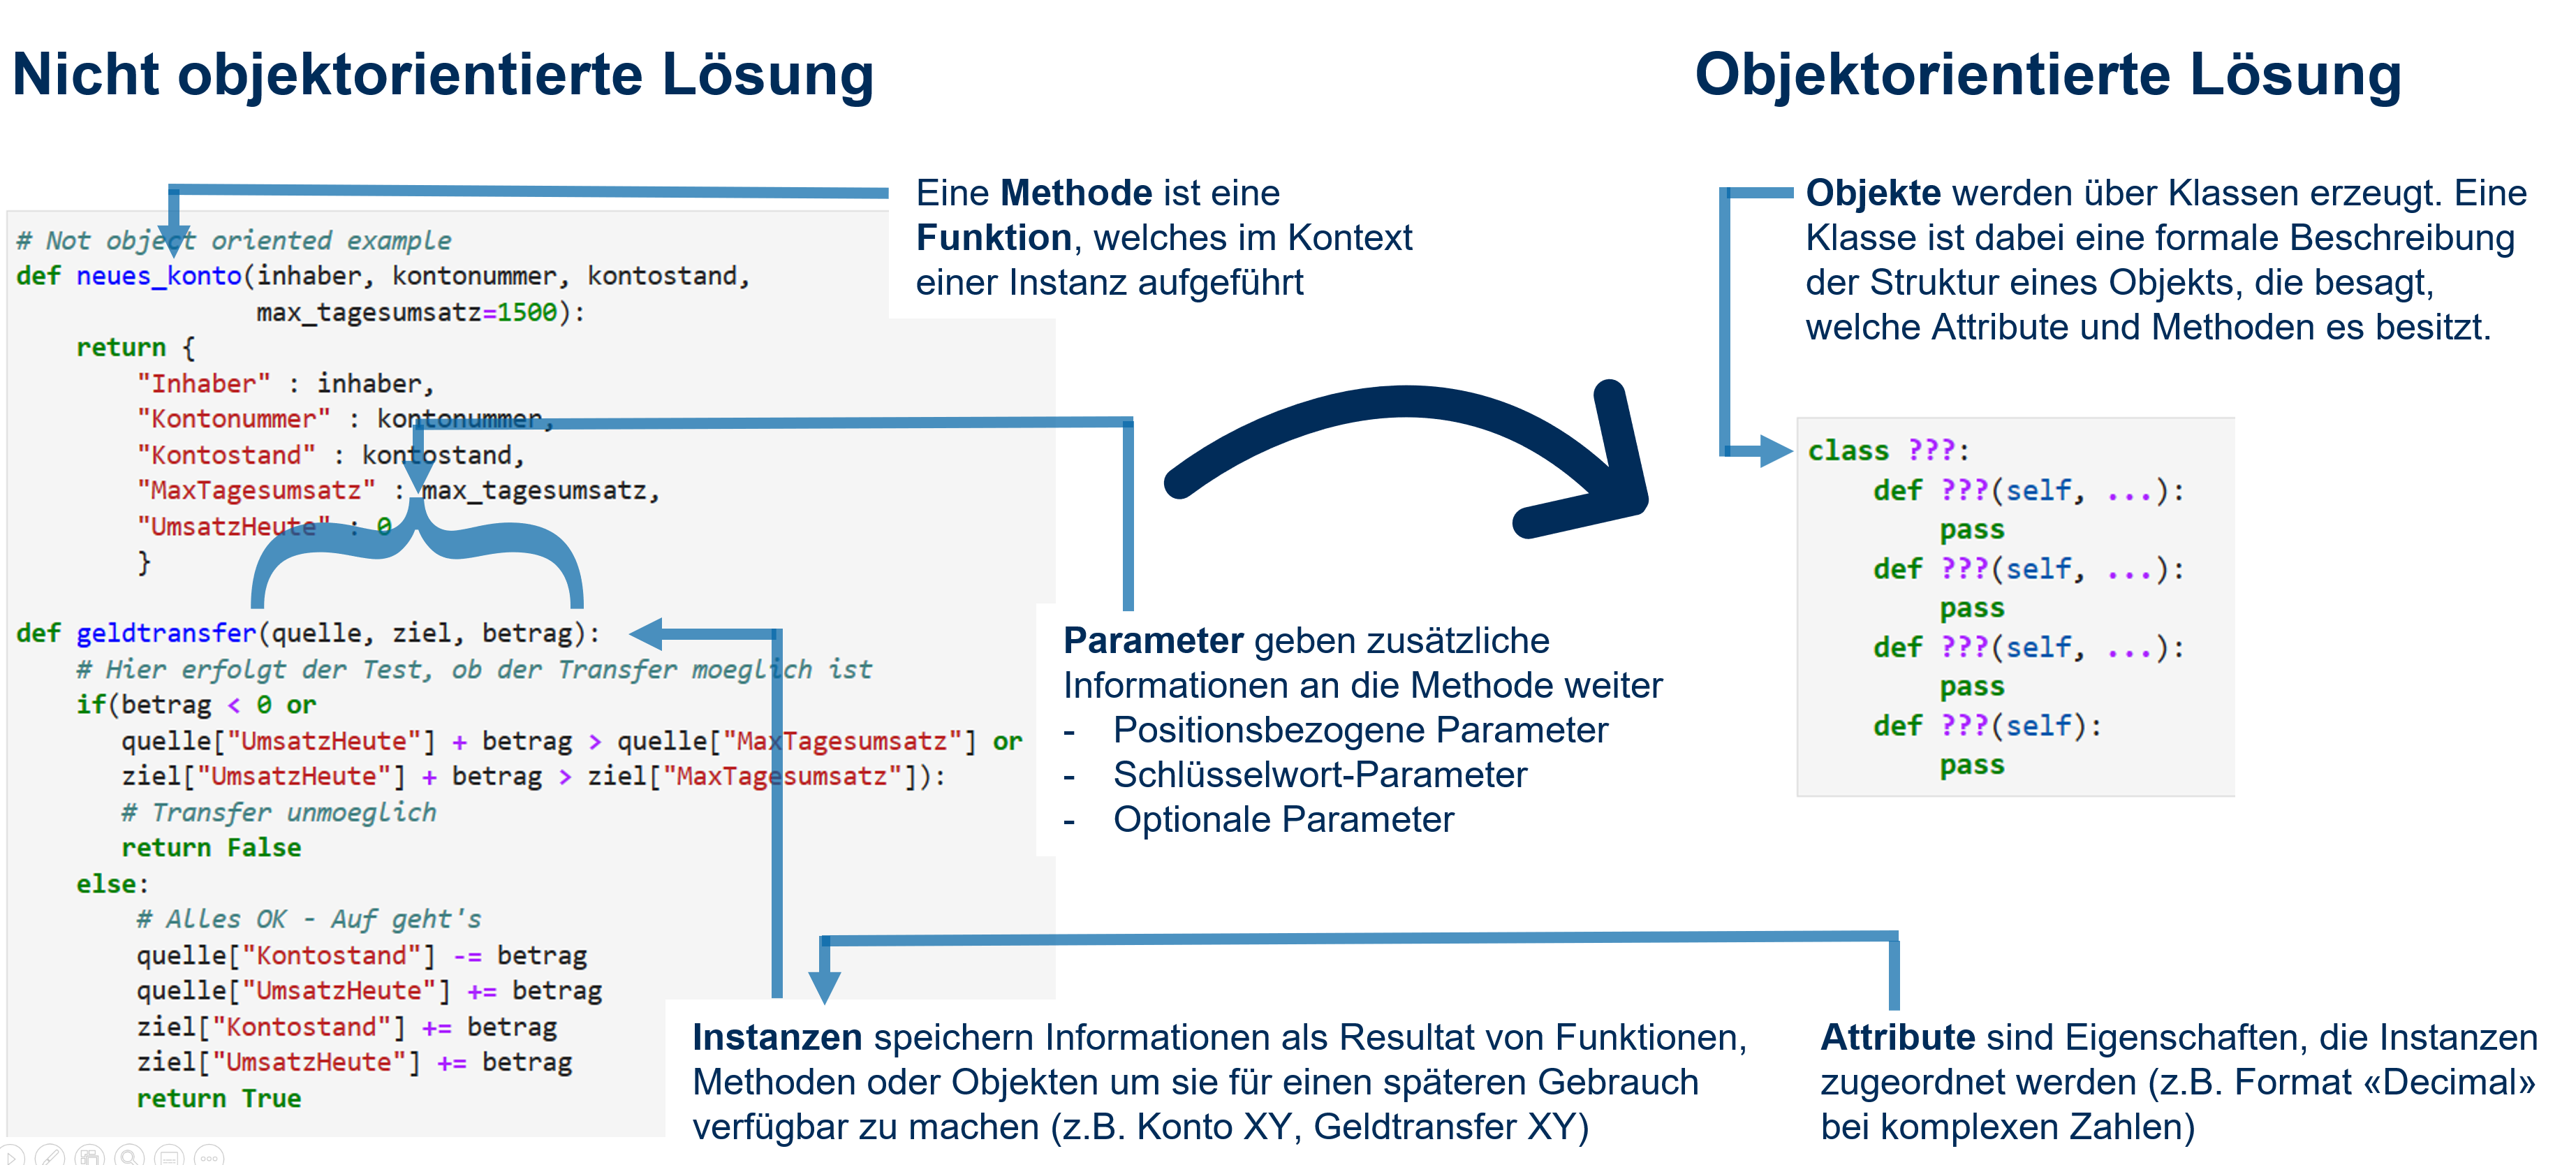 Nicht objektorientierte Lösung
Objektorientierte Lösung
Eine Methode ist eine
Funktion, welches im Kontext
einer Instanz aufgeführt
Objekte werden über Klassen erzeugt. Eine
Klasse ist dabei eine formale Beschreibung
der Struktur eines Objekts, die besagt,
welche Attribute und Methoden es besitzt.
# Not object oriented example
def neues_konto(inhaber, kontonummer, kontostand,
                max_tagesumsatz=1500):
    return {
        "Inhaber" : inhaber,
        "Kontonummer" : kontonummer,
        "Kontostand" : kontostand,
        "MaxTagesumsatz" : max_tagesumsatz,
        "UmsatzHeute" : 0
        }
def geldtransfer(quelle, ziel, betrag):
    # Hier erfolgt der Test, ob der Transfer moeglich ist
    if(betrag < 0 or
       quelle["UmsatzHeute"] + betrag > quelle["MaxTagesumsatz"] or
       ziel["UmsatzHeute"] + betrag > ziel["MaxTagesumsatz"]):
       # Transfer unmoeglich
       return False
    else:
        # Alles OK - Auf geht's
        quelle["Kontostand"] -= betrag
        quelle["UmsatzHeute"] += betrag
        ziel["Kontostand"] += betrag
        ziel["UmsatzHeute"] += betrag
        return True
Parameter geben zusätzliche
Informationen an die Methode weiter
- Positionsbezogene Parameter
- Schlüsselwort-Parameter
- Optionale Parameter
class ???:
    def ???(self, ...):
        pass
    def ???(self, ...):
        pass
    def ???(self, ...):
        pass
    def ???(self):
        pass
Instanzen speichern Informationen als Resultat von Funktionen,
Methoden oder Objekten um sie für einen späteren Gebrauch
verfügbar zu machen (z.B. Konto XY, Geldtransfer XY)
Attribute sind Eigenschaften, die Instanzen
zugeordnet werden (z.B. Format «Decimal»
bei komplexen Zahlen)